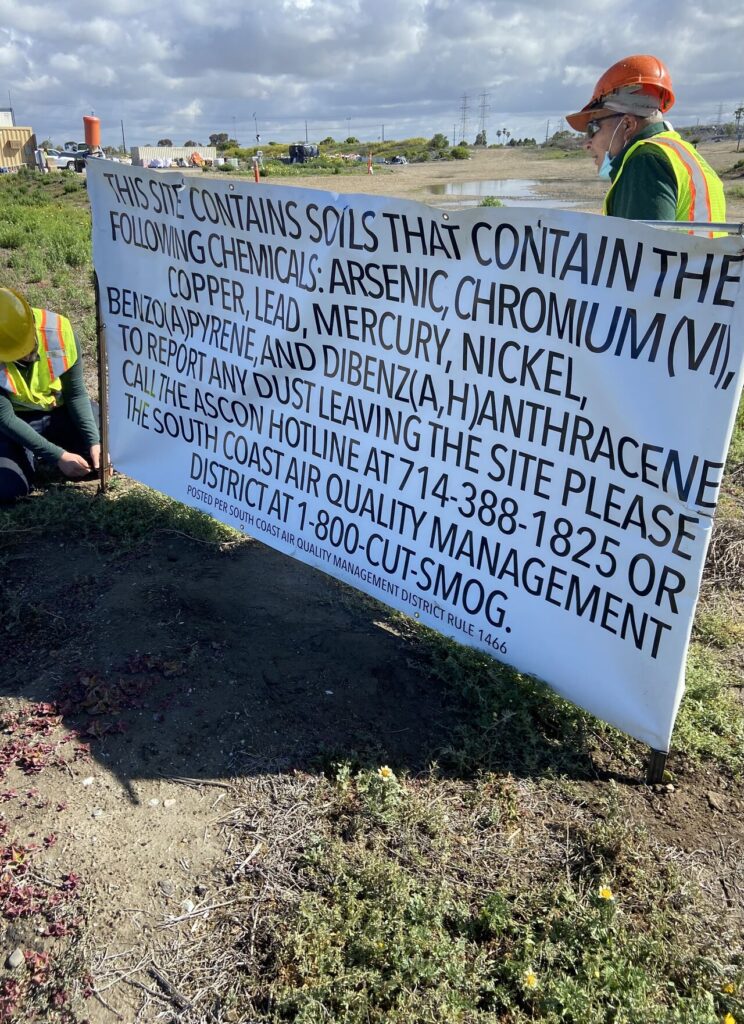 THIS SITE CONTAINS SOILS THAT CONTAIN THE
FOLLOWING CHEMICALS: ARSENIC, CHROMIUM (VI),
COPPER, LEAD, MERCURY, NICKEL,
BENZO(A)PYRENE, AND DIBENZ(A,H)ANTHRACENE
TO REPORT ANY DUST LEAVING THE SITE PLEASE
CALL THE ASCON HOTLINE AT 714-388-1825 OR
THE SOUTH COAST AIR QUALITY MANAGEMENT
DISTRICT AT 1-800-CUT-SMOG.
POSTED PER SOUTH COAST AIR QUALITY MANAGEMENT DISTRICT RULE 1466